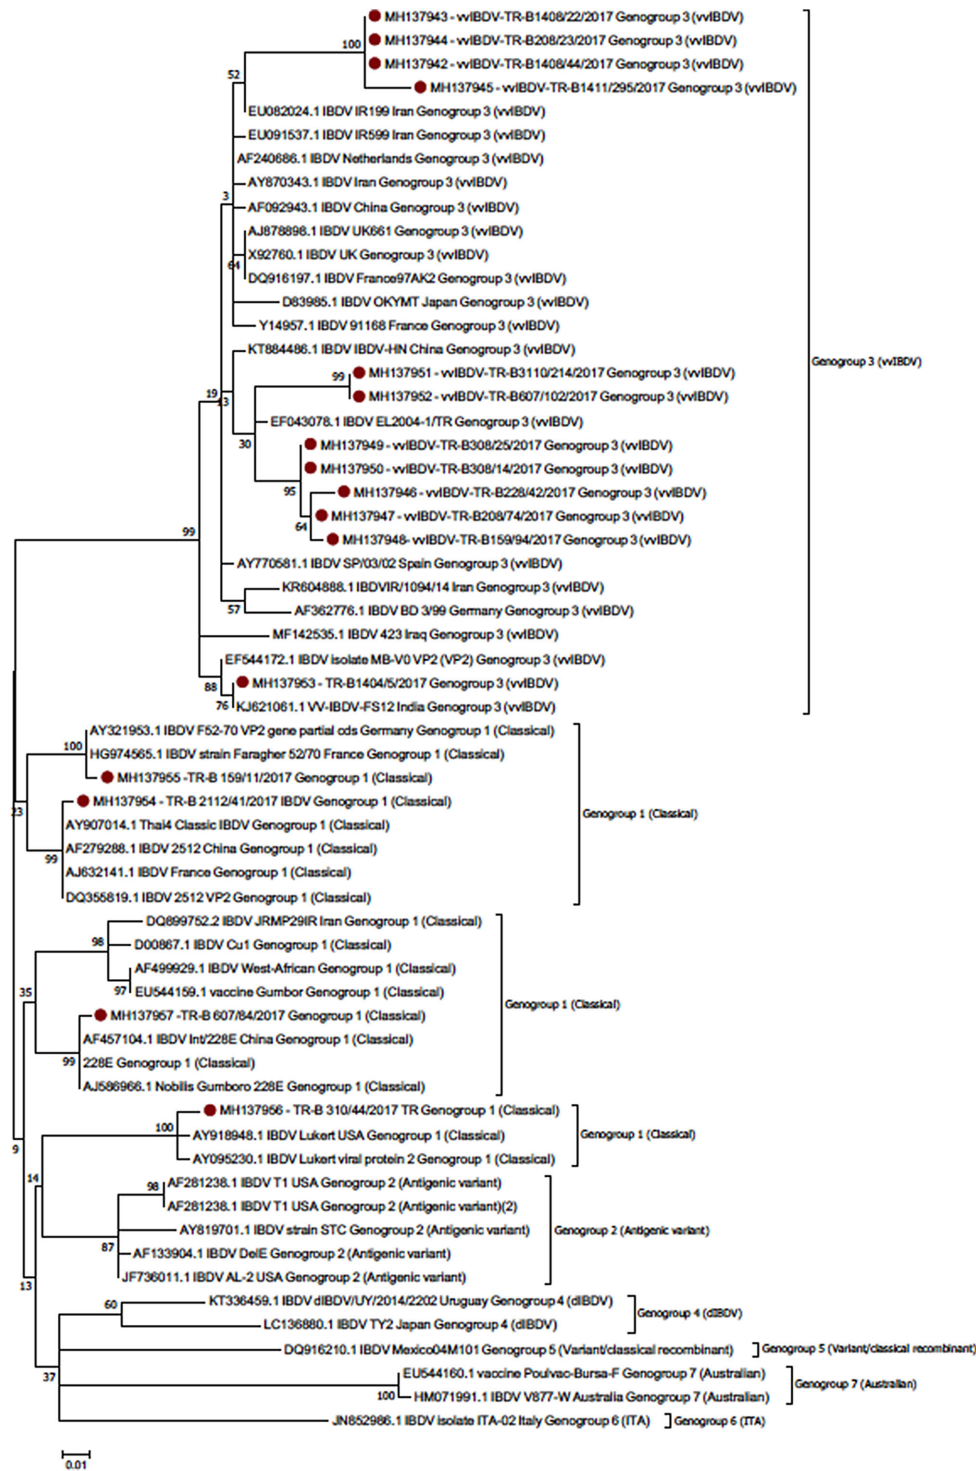 MH137943 - vvIBDV-TR-B1408/22/2017 Genogroup 3 (vvIBDV)
100
MH137944 - vvIBDV-TR-B208/23/2017 Genogroup 3 (vvIBDV)
MH137942 - vvIBDV-TR-B1408/44/2017 Genogroup 3 (vvIBDV)
52
MH137945 - vvIBDV-TR-B1411/295/2017 Genogroup 3 (vvIBDV)
EU082024.1 IBDV IR199 Iran Genogroup 3 (vvIBDV)
EU091537.1 IBDV IR599 Iran Genogroup 3 (vvIBDV)
AF240686.1 IBDV Netherlands Genogroup 3 (vvIBDV)
AY870343.1 IBDV Iran Genogroup 3 (vvIBDV)
3
AF092943.1 IBDV China Genogroup 3 (vvIBDV)
AJ878898.1 IBDV UK661 Genogroup 3 (vvIBDV)
X92760.1 IBDV UK Genogroup 3 (vvIBDV)
64
DQ916197.1 IBDV France97AK2 Genogroup 3 (vvIBDV)
D83985.1 IBDV OKYMT Japan Genogroup 3 (vvIBDV)
Y14957.1 IBDV 91168 France Genogroup 3 (vvIBDV)
KT884486.1 IBDV IBDV-HN China Genogroup 3 (vvIBDV)
Genogroup 3 (vvIBDV)
99
MH137951 - vvIBDV-TR-B3110/214/2017 Genogroup 3 (vvIBDV)
19
13
MH137952 - vvIBDV-TR-B607/102/2017 Genogroup 3 (vvIBDV)
EF043078.1 IBDV EL2004-1/TR Genogroup 3 (vvIBDV)
30
MH137949 - vvIBDV-TR-B308/25/2017 Genogroup 3 (vvIBDV)
MH137950 - vvIBDV-TR-B308/14/2017 Genogroup 3 (vvIBDV)
95
MH137946 - vvIBDV-TR-B228/42/2017 Genogroup 3 (vvIBDV)
MH137947 - vvIBDV-TR-B208/74/2017 Genogroup 3 (vvIBDV)
64
99
MH137948- vvIBDV-TR-B159/94/2017 Genogroup 3 (vvIBDV)
AY770581.1 IBDV SP/03/02 Spain Genogroup 3 (vvIBDV)
KR604888.1 IBDVIR/1094/14 Iran Genogroup 3 (vvIBDV)
57
AF362776.1 IBDV BD 3/99 Germany Genogroup 3 (vvIBDV)
MF142535.1 IBDV 423 Iraq Genogroup 3 (vvIBDV)
EF544172.1 IBDV isolate MB-V0 VP2 (VP2) Genogroup 3 (vvIBDV)
88
MH137953 - TR-B1404/5/2017 Genogroup 3 (vvIBDV)
76
KJ621061.1 VV-IBDV-FS12 India Genogroup 3 (vvIBDV)
AY321953.1 IBDV F52-70 VP2 gene partial cds Germany Genogroup 1 (Classical)
100
HG974565.1 IBDV strain Faragher 52/70 France Genogroup 1 (Classical)
MH137955 -TR-B 159/11/2017 Genogroup 1 (Classical)
23
MH137954 - TR-B 2112/41/2017 IBDV Genogroup 1 (Classical)
Genogroup 1 (Classical)
AY907014.1 Thai4 Classic IBDV Genogroup 1 (Classical)
99
AF279288.1 IBDV 2512 China Genogroup 1 (Classical)
AJ632141.1 IBDV France Genogroup 1 (Classical)
DQ355819.1 IBDV 2512 VP2 Genogroup 1 (Classical)
DQ899752.2 IBDV JRMP29IR Iran Genogroup 1 (Classical)
98
D00867.1 IBDV Cu1 Genogroup 1 (Classical)
AF499929.1 IBDV West-African Genogroup 1 (Classical)
35
97
EU544159.1 vaccine Gumbor Genogroup 1 (Classical)
Genogroup 1 (Classical)
MH137957 -TR-B 607/84/2017 Genogroup 1 (Classical)
AF457104.1 IBDV Int/228E China Genogroup 1 (Classical)
99
228E Genogroup 1 (Classical)
AJ586966.1 Nobilis Gumboro 228E Genogroup 1 (Classical)
MH137956 - TR-B 310/44/2017 TR Genogroup 1 (Classical)
100
AY918948.1 IBDV Lukert USA Genogroup 1 (Classical)
Genogroup 1 (Classical)
9
AY095230.1 IBDV Lukert viral protein 2 Genogroup 1 (Classical)
14
98
AF281238.1 IBDV T1 USA Genogroup 2 (Antigenic variant)
AF281238.1 IBDV T1 USA Genogroup 2 (Antigenic variant)(2)
AY819701.1 IBDV strain STC Genogroup 2 (Antigenic variant)
Genogroup 2 (Antigenic variant)
87
AF133904.1 IBDV DelE Genogroup 2 (Antigenic variant)
JF736011.1 IBDV AL-2 USA Genogroup 2 (Antigenic variant)
13
KT336459.1 IBDV dIBDV/UY/2014/2202 Uruguay Genogroup 4 (dIBDV)
60
Genogroup 4 (dIBDV)
LC136880.1 IBDV TY2 Japan Genogroup 4 (dIBDV)
DQ916210.1 IBDV Mexico04M101 Genogroup 5 (Variant/classical recombinant)
Genogroup 5 (Variant/classical recombinant)
37
EU544160.1 vaccine Poulvac-Bursa-F Genogroup 7 (Australian)
Genogroup 7 (Australian)
100
HM071991.1 IBDV V877-W Australia Genogroup 7 (Australian)
JN852986.1 IBDV isolate ITA-02 Italy Genogroup 6 (ITA)
Genogroup 6 (ITA)
0.01